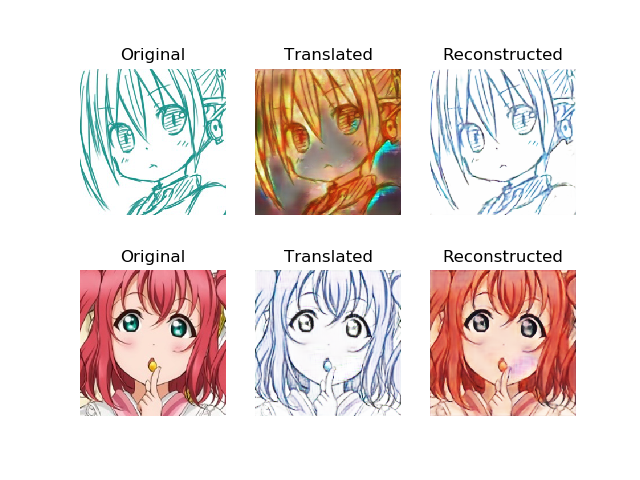 Original
Translated
Reconstructed
Original
Translated
Reconstructed